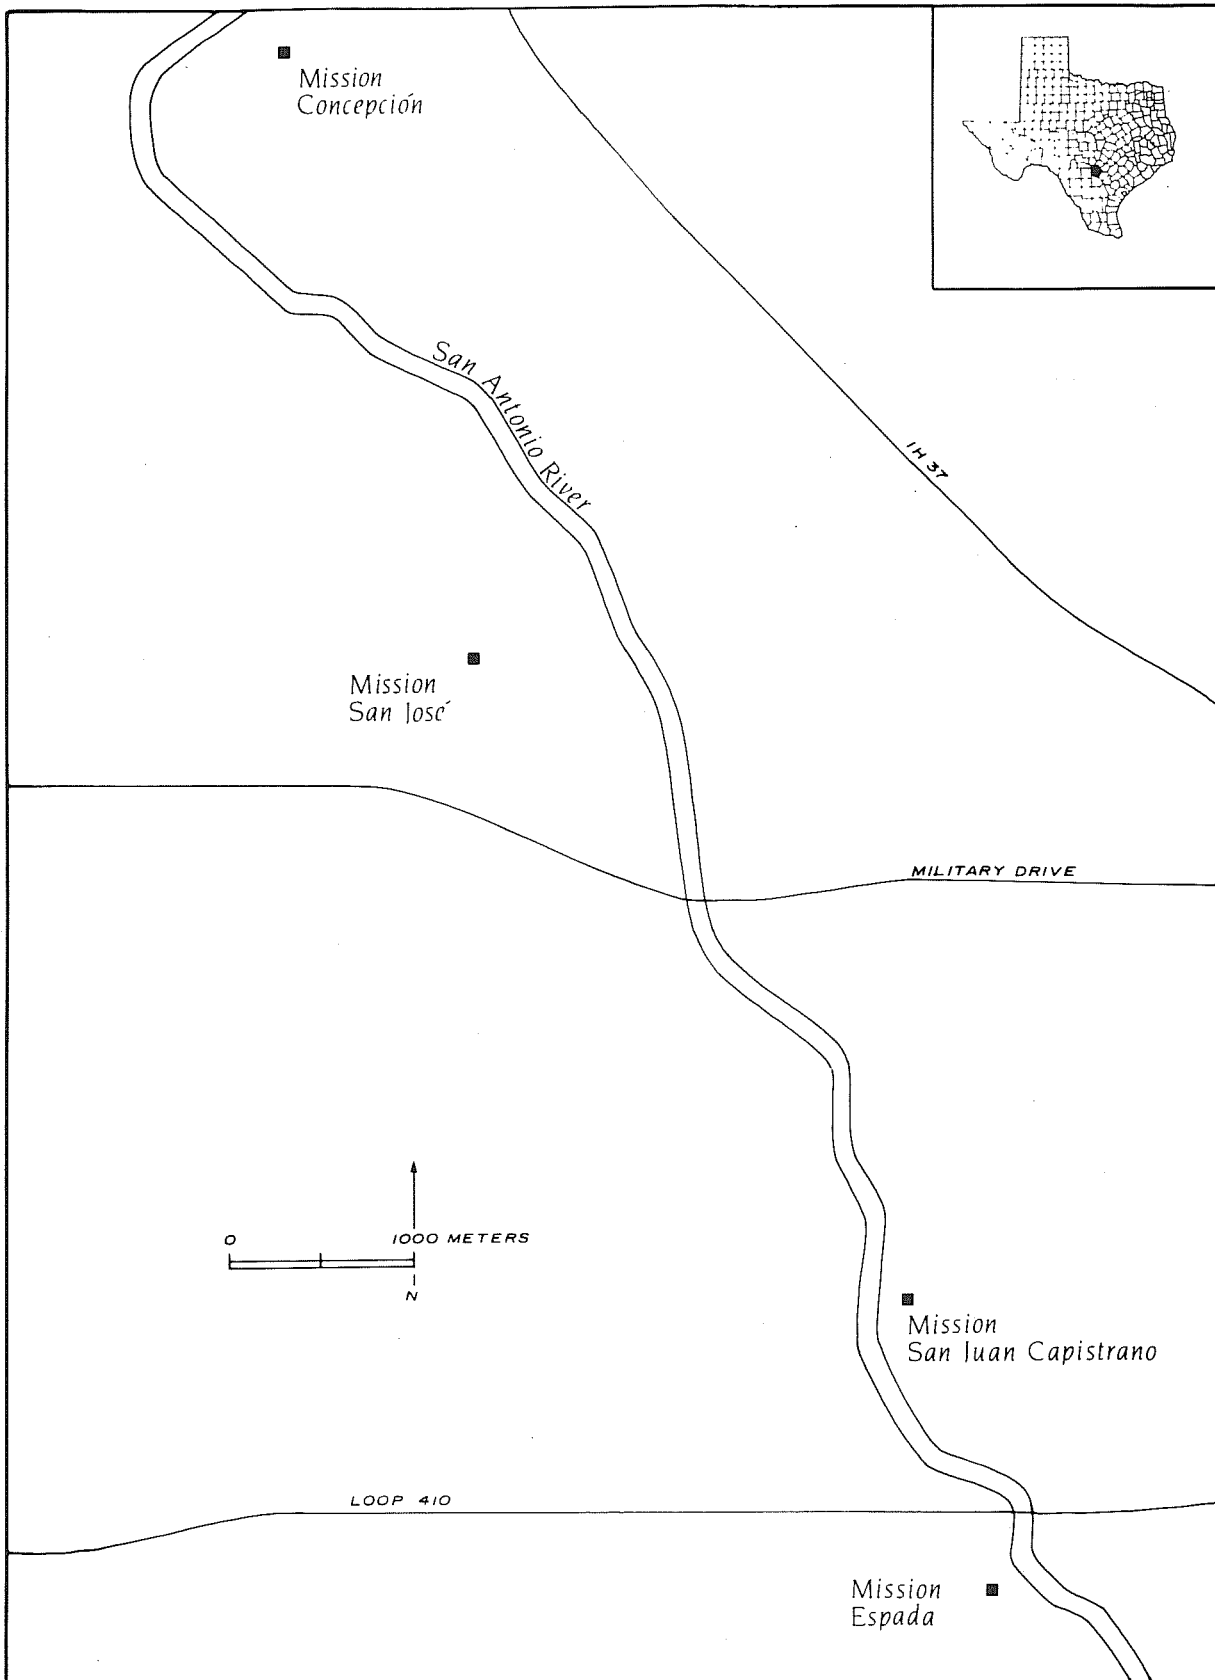 Mission
Concepción
San Antonio River
IH 37
Mission
San José
MILITARY DRIVE
0 1000 METERS
N
Mission
San Juan Capistrano
LOOP 410
Mission
Espada